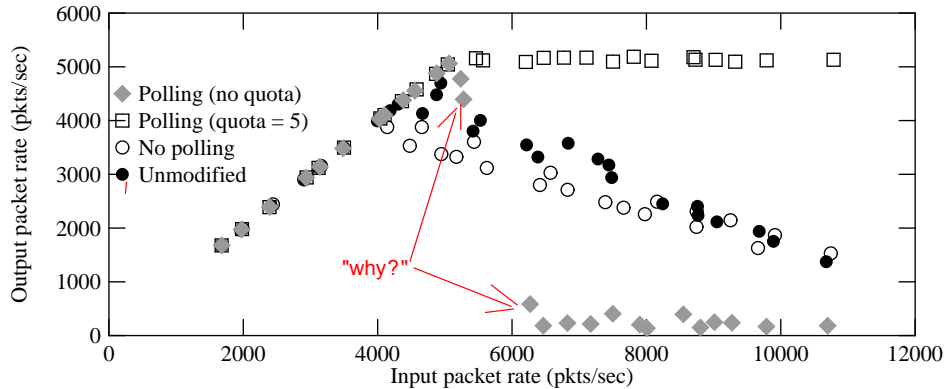 6000
5000
4000
3000
2000
1000
0
Output packet rate (pkts/sec)
Polling (no quota)
Polling (quota = 5)
No polling
Unmodified
"why?"
0 2000 4000 6000 8000 10000 12000
Input packet rate (pkts/sec)